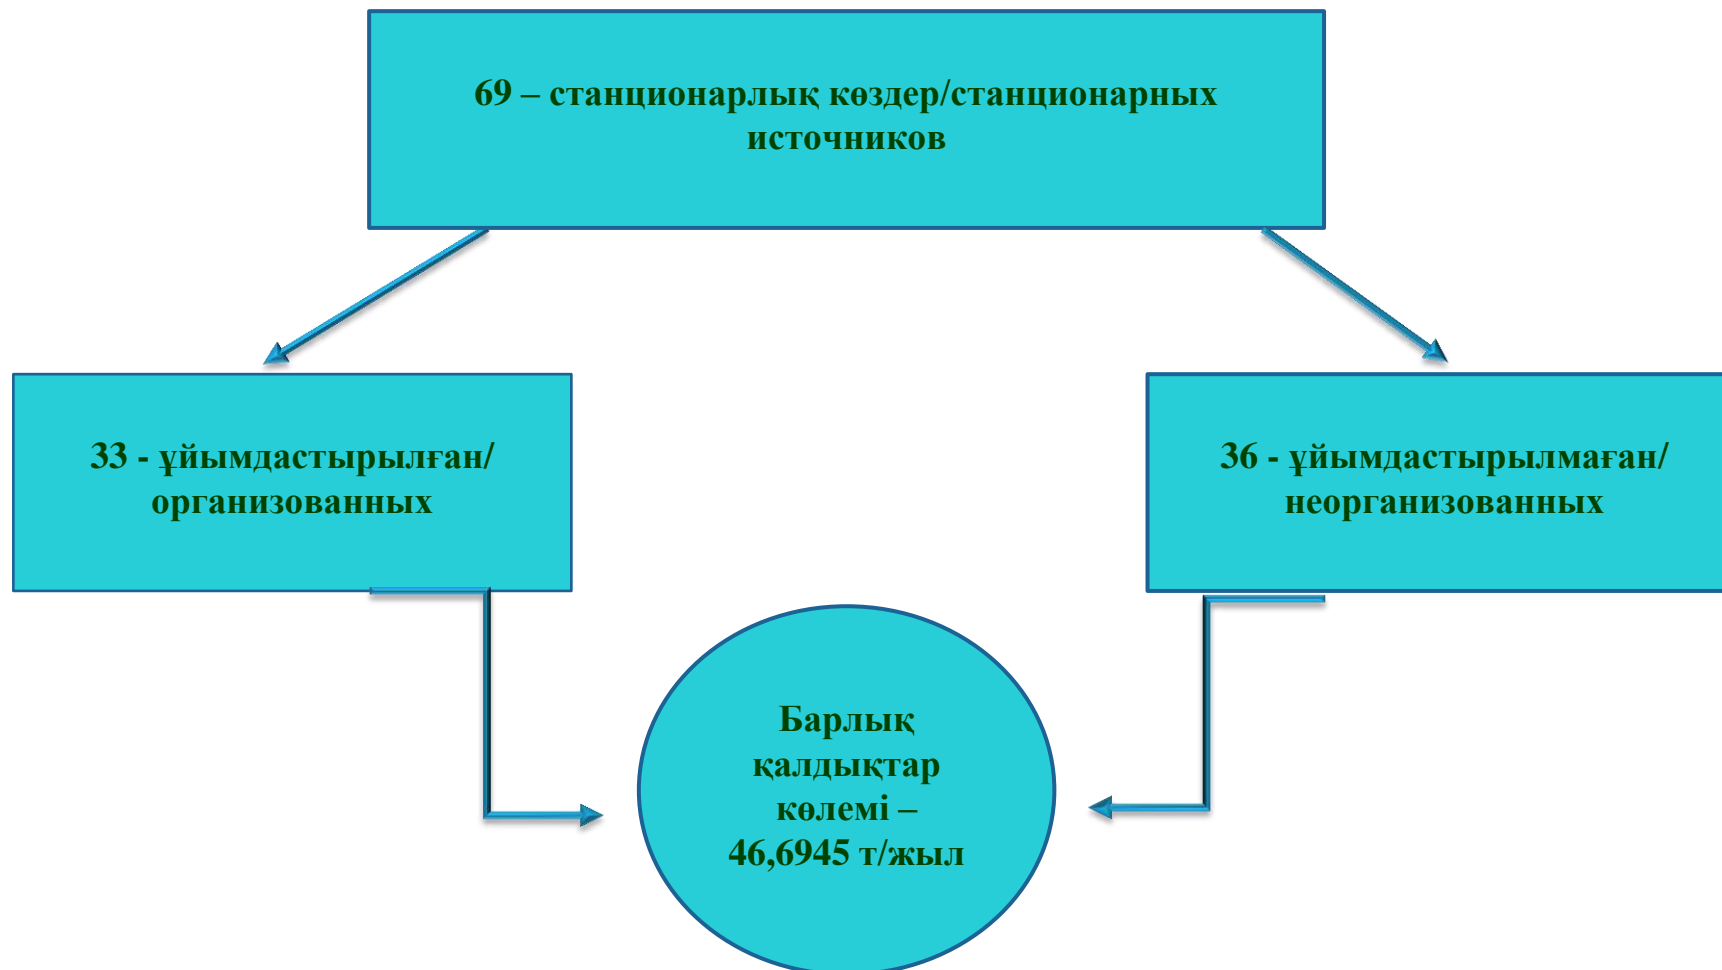 69 – станционарлық көздер/станционарных
источников
33 - ұйымдастырылған/
организованных
36 - ұйымдастырылмаған/
неорганизованных
Барлық
қалдықтар
көлемі –
46,6945 т/жыл